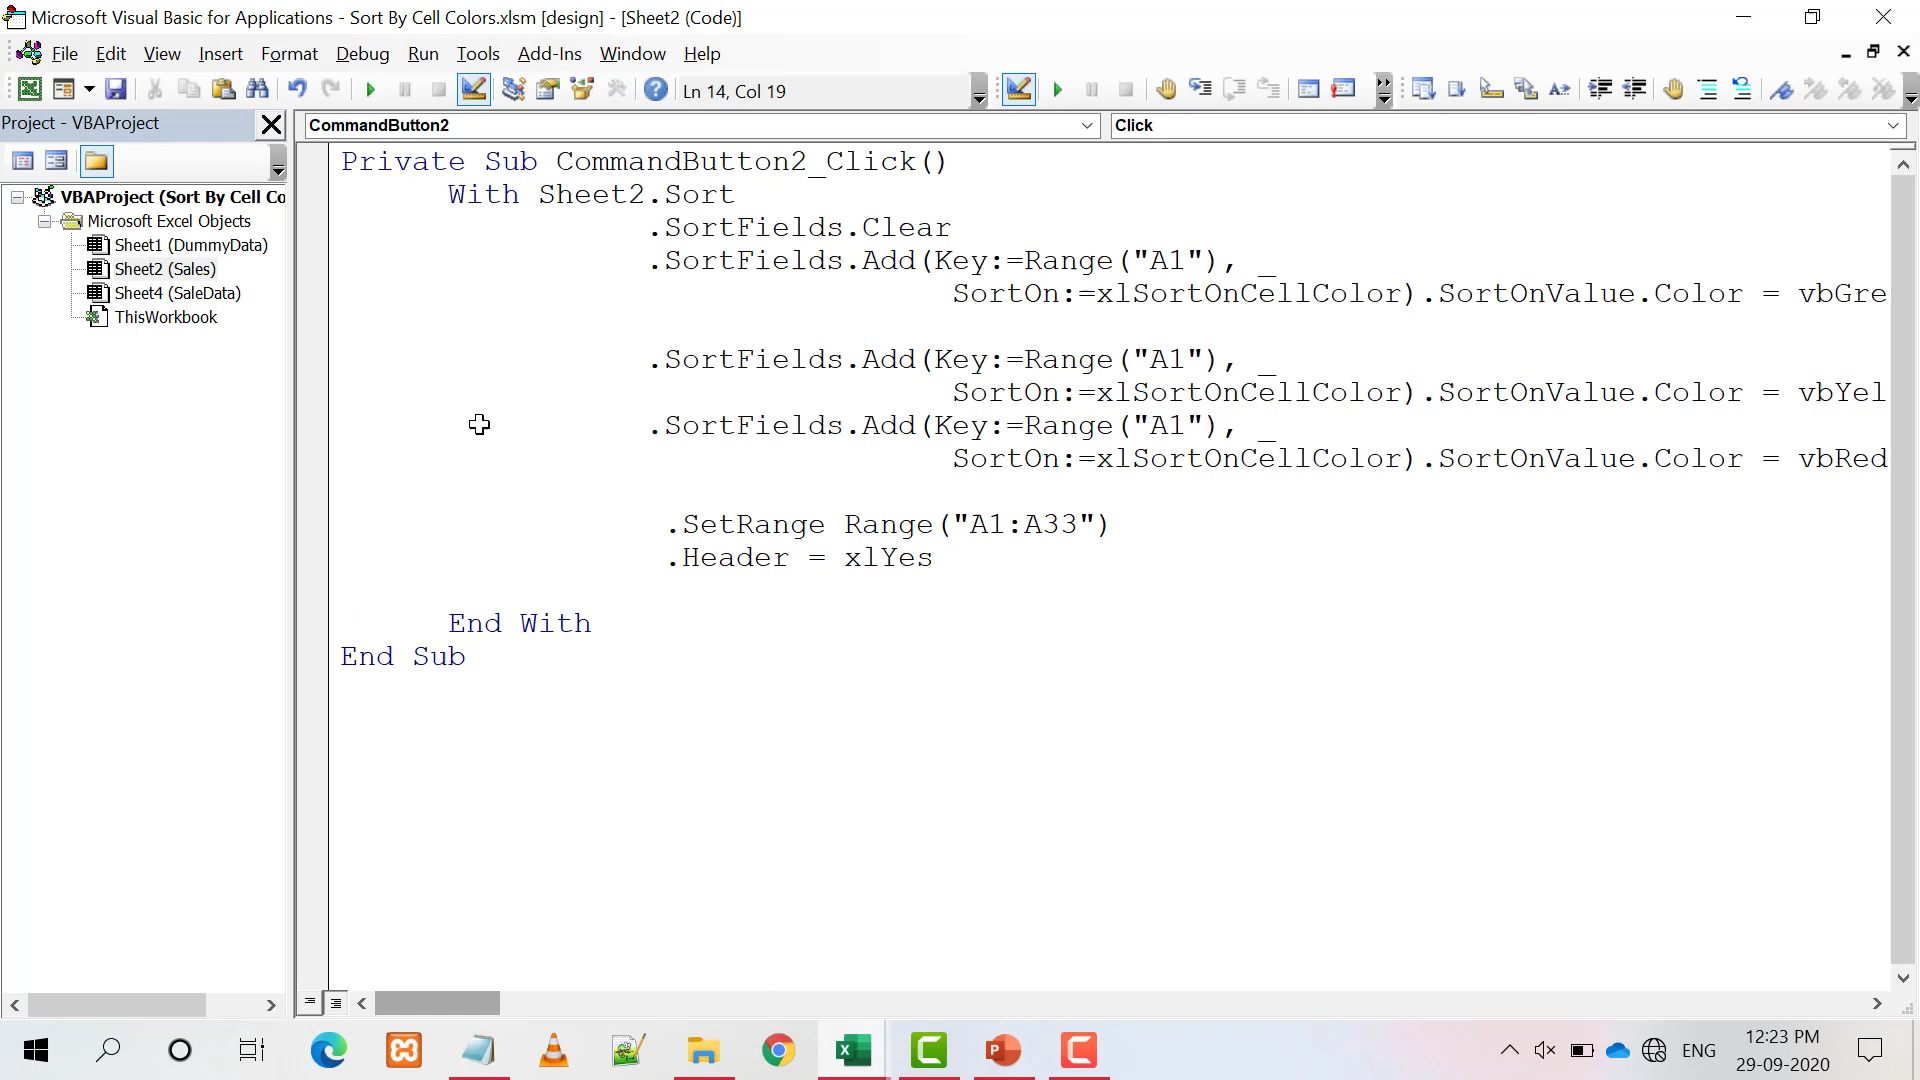 Microsoft Visual Basic for Applications - Sort By Cell Colors.xlsm [design] - [Sheet2 (Code)]
File Edit View Insert Format Debug Run Tools Add-Ins Window Help
Ln 14, Col 19
Project - VBAProject
CommandButton2
Click
VBAProject (Sort By Cell Co
Microsoft Excel Objects
Sheet1 (DummyData)
Sheet2 (Sales)
Sheet4 (SaleData)
ThisWorkbook
Private Sub CommandButton2_Click()
With Sheet2.Sort
.SortFields.Clear
.SortFields.Add(Key:=Range("A1"), _
SortOn:=xlSortOnCellColor).SortOnValue.Color = vbGre
.SortFields.Add(Key:=Range("A1"), _
SortOn:=xlSortOnCellColor).SortOnValue.Color = vbYel
.SortFields.Add(Key:=Range("A1"), _
SortOn:=xlSortOnCellColor).SortOnValue.Color = vbRed
.SetRange Range("A1:A33")
.Header = xlYes
End With
End Sub
ENG
12:23 PM
29-09-2020